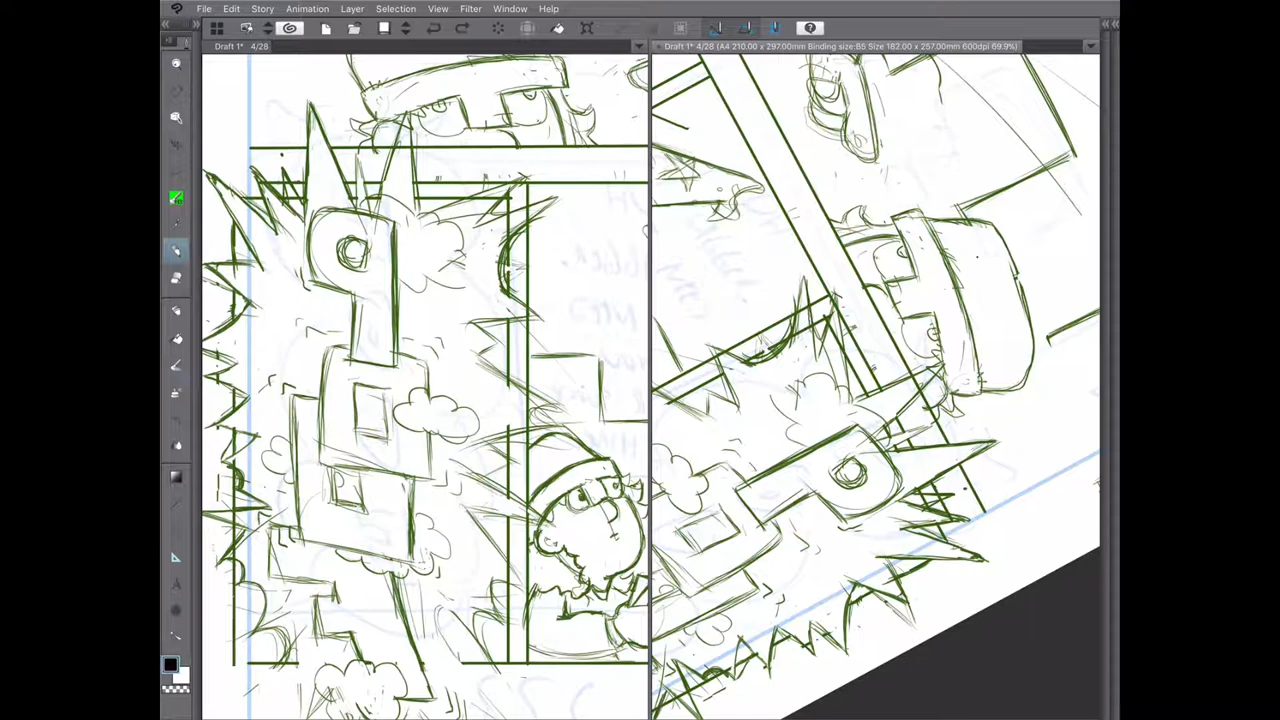 File Edit Story Animation Layer Selection View Filter Window Help
Draft 1* 4/28
Draft 1* 4/28 (A4 210.00 x 297.00mm Binding size:B5 Size 182.00 x 257.00mm 600dpi 69.9%)